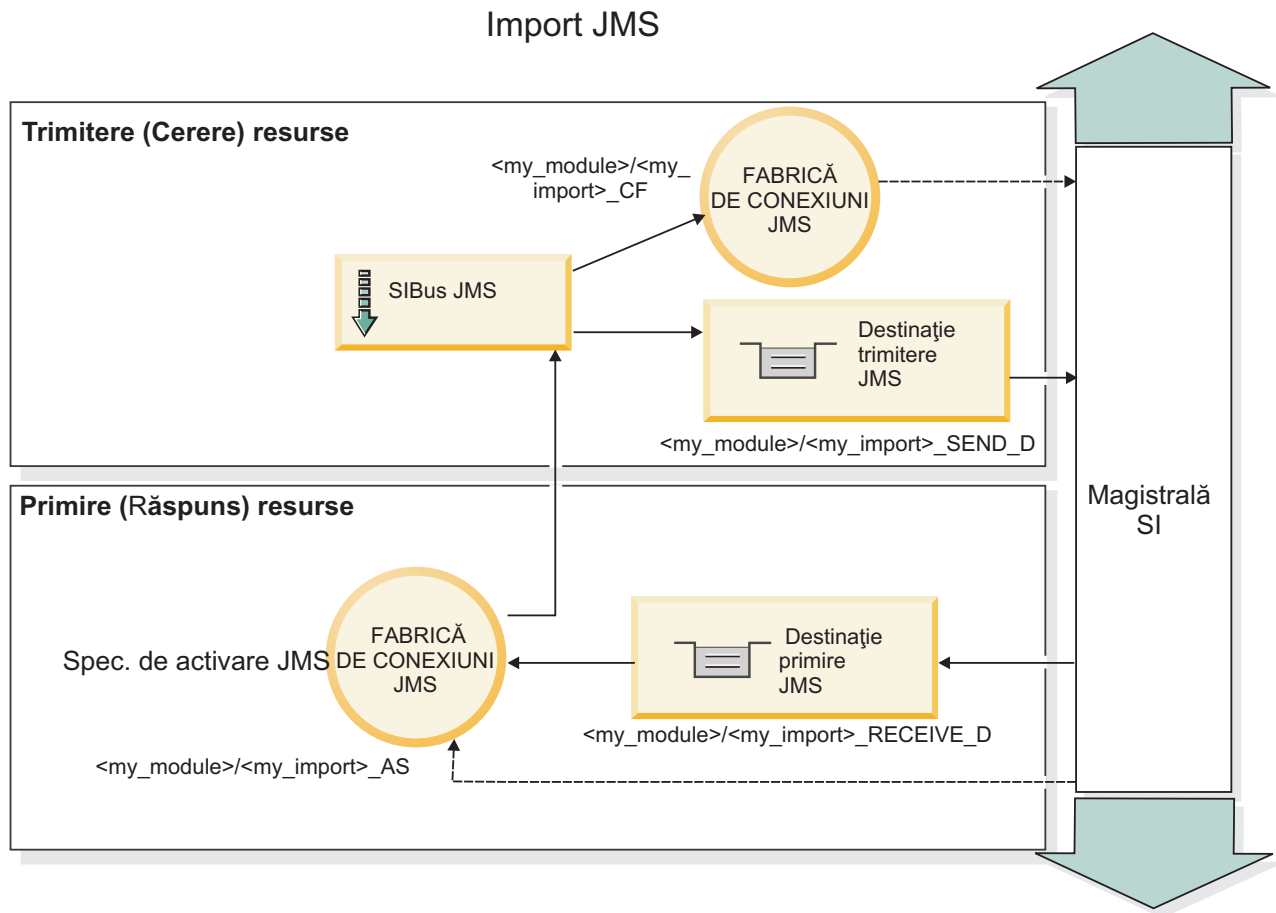 Import JMS
Trimitere (Cerere) resurse
<my_module>/<my_
import>_CF
FABRICĂ
DE CONEXIUNI
JMS
SIBus JMS
Destinaţie
trimitere
JMS
<my_module>/<my_import>_SEND_D
Magistrală
SI
Primire (Răspuns) resurse
Spec. de activare JMS
FABRICĂ
DE CONEXIUNI
JMS
Destinaţie
primire
JMS
<my_module>/<my_import>_RECEIVE_D
<my_module>/<my_import>_AS